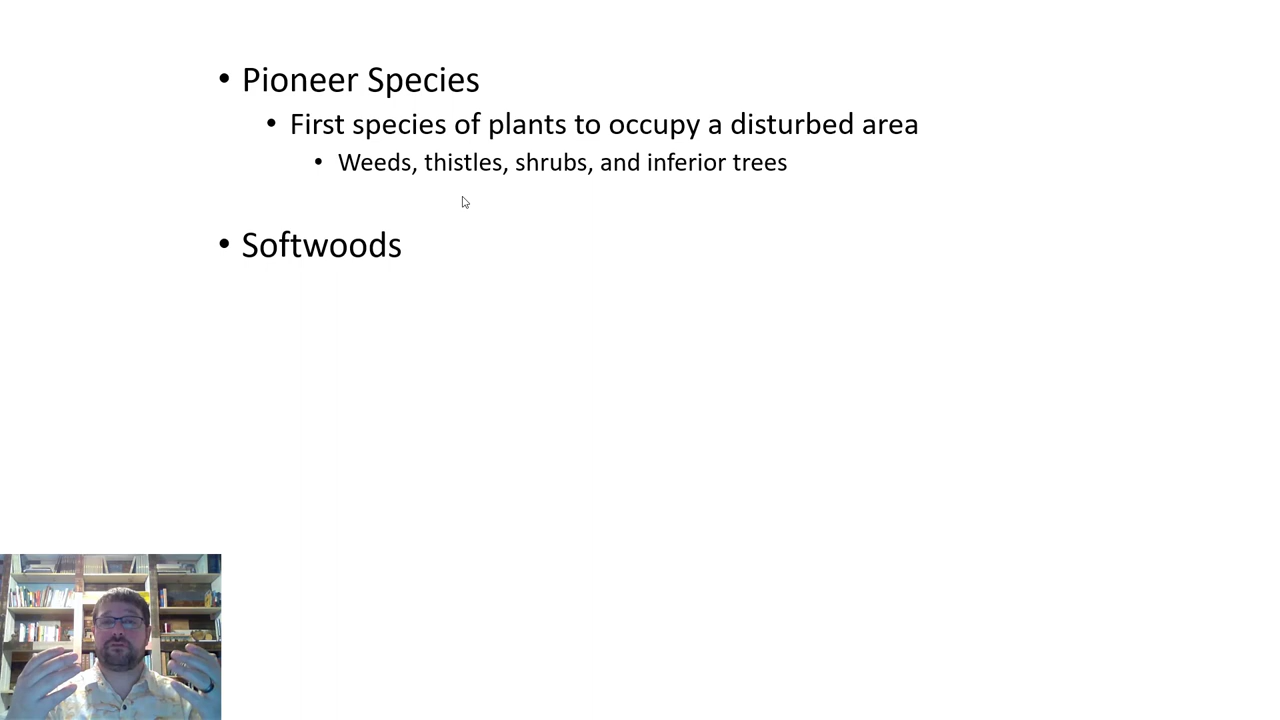 • Pioneer Species
• First species of plants to occupy a disturbed area
• Weeds, thistles, shrubs, and inferior trees
• Softwoods